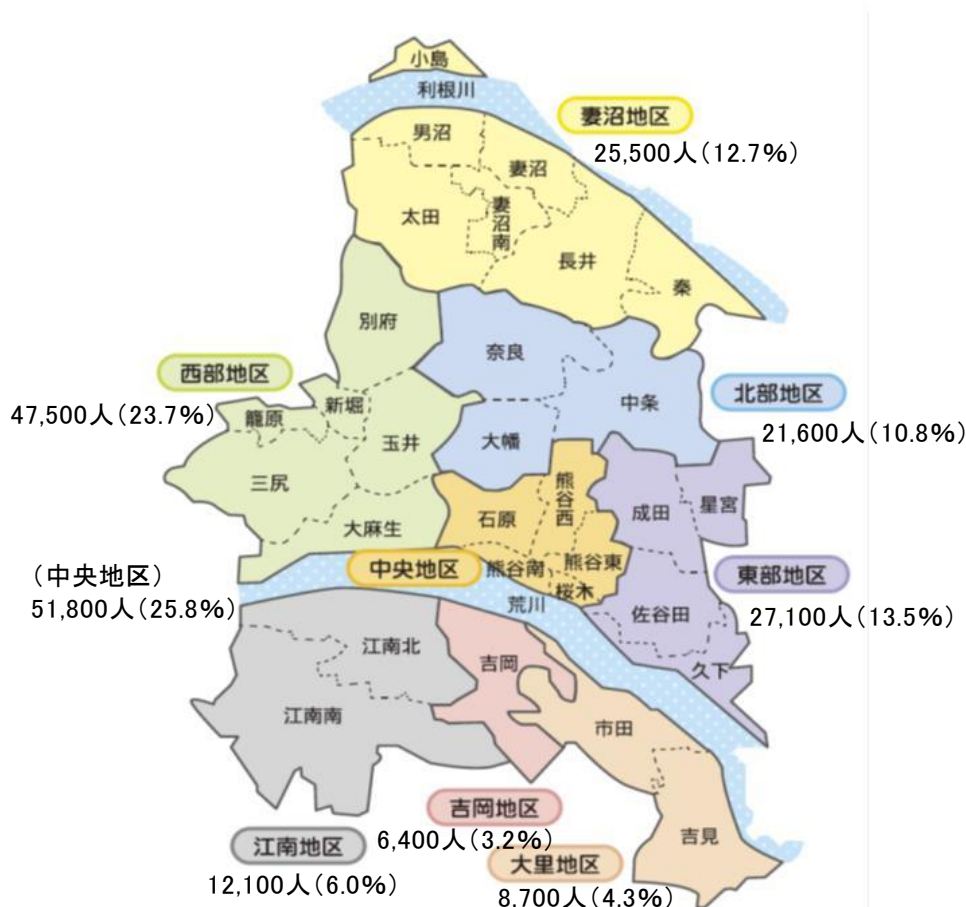 小島
利根川
妻沼地区
25,500人(12.7%)
男沼
妻沼
太田
妻沼南
長井
秦
別府
奈良
西部地区
47,500人(23.7%)
籠原
新堀
玉井
三尻
大麻生
北部地区
21,600人(10.8%)
中条
大幡
石原
熊谷西
成田
星宮
(中央地区)
51,800人(25.8%)
中央地区
熊谷南
熊谷東
桜木
荒川
東部地区
27,100人(13.5%)
佐谷田
久下
江南北
江南南
吉岡
市田
吉見
吉岡地区
6,400人(3.2%)
江南地区
12,100人(6.0%)
大里地区
8,700人(4.3%)